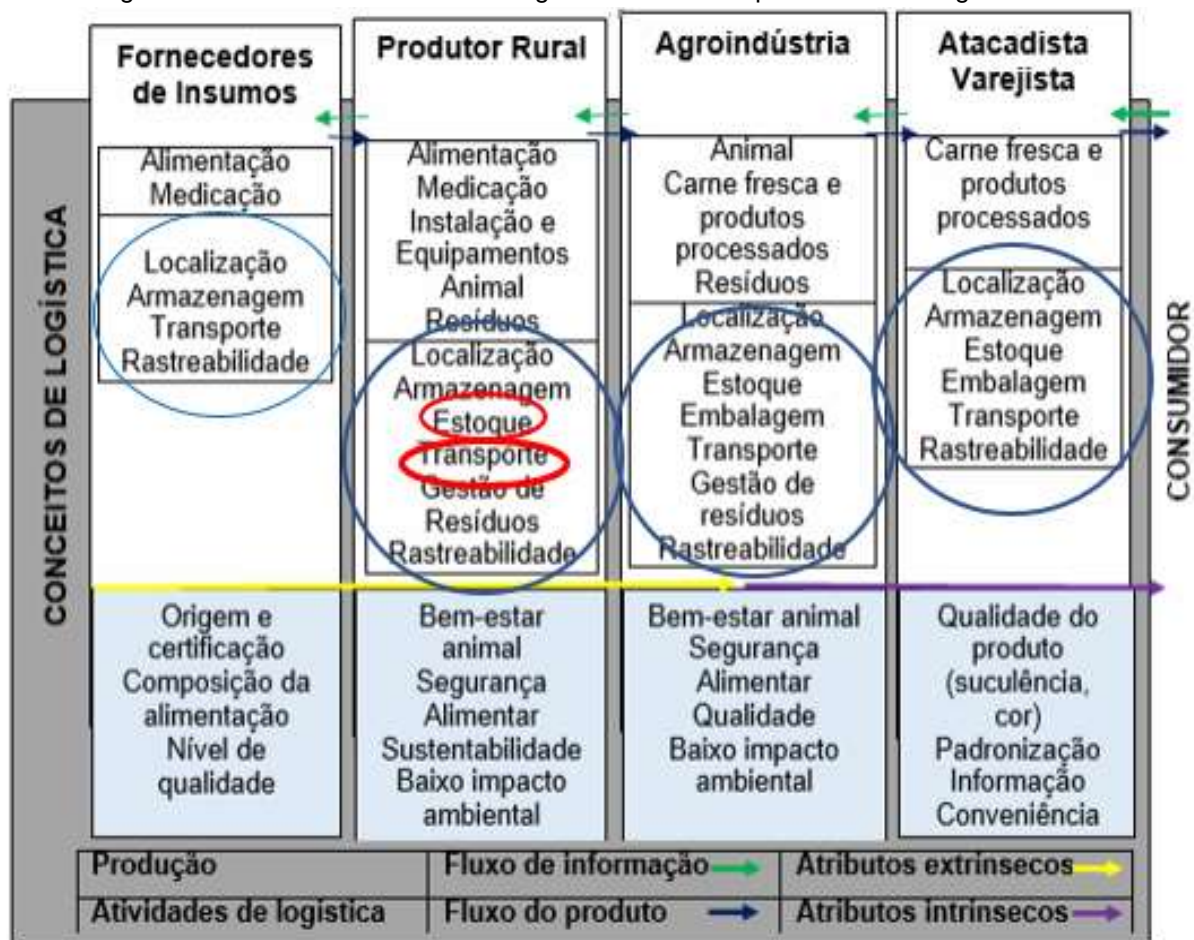 Fornecedores
de Insumos
Produtor Rural
Agroindústria
Atacadista
Varejista
CONCEITOS DE LOGÍSTICA
Alimentação
Medicação
Localização
Armazenagem
Transporte
Rastreabilidade
Alimentação
Medicação
Instalação e
Equipamentos
Animal
Resíduos
Localização
Armazenagem
Estoque
Transporte
Gestão de
Resíduos
Rastreabilidade
Animal
Carne fresca e
produtos
processados
Resíduos
Localização
Armazenagem
Estoque
Embalagem
Transporte
Gestão de
resíduos
Rastreabilidade
Carne fresca e
produtos
processados
Localização
Armazenagem
Estoque
Embalagem
Transporte
Rastreabilidade
CONSUMIDOR
Origem e
certificação
Composição da
alimentação
Nível de
qualidade
Bem-estar
animal
Segurança
Alimentar
Sustentabilidade
Baixo impacto
ambiental
Bem-estar animal
Segurança
Alimentar
Qualidade
Baixo impacto
ambiental
Qualidade do
produto
(suculência,
cor)
Padronização
Informação
Conveniência
Produção
Fluxo de informação
Atributos extrínsecos
Atividades de logística
Fluxo do produto
Atributos intrínsecos